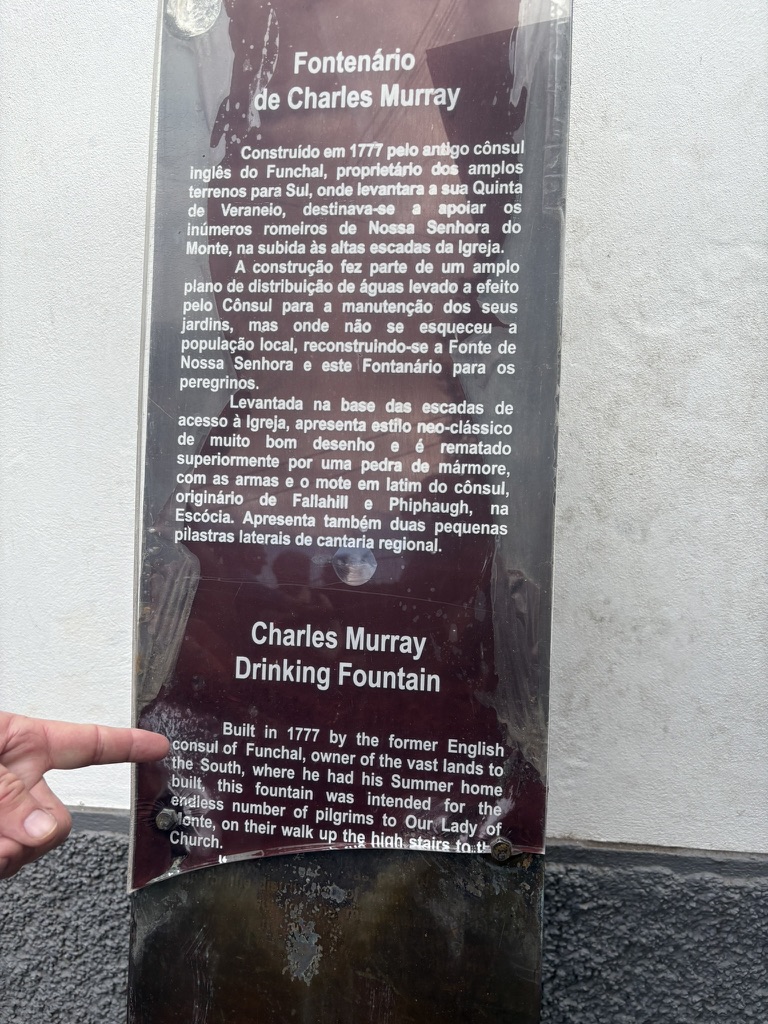 Fontenário
de Charles Murray
Construído em 1777 pelo antigo cônsul
inglês do Funchal, proprietário dos amplos
terrenos para Sul, onde levantara a sua Quinta
de Veraneio, destinava-se a apoiar os
inúmeros romeiros de Nossa Senhora do
Monte, na subida às altas escadas da Igreja.
A construção fez parte de um amplo
plano de distribuição de águas levado a efeito
pelo Cônsul para a manutenção dos seus
jardins, mas onde não se esqueceu a
população local, reconstruindo-se a Fonte de
Nossa Senhora e este Fontanário para os
peregrinos.
Levantada na base das escadas de
acesso à Igreja, apresenta estilo neo-clássico
de muito bom desenho e é rematado
superiormente por uma pedra de mármore,
com as armas e o mote em latim do cônsul,
originário de Fallahill e Phiphaugh, na
Escócia. Apresenta também duas pequenas
pilastras laterais de cantaria regional.
Charles Murray
Drinking Fountain
Built in 1777 by the former English
consul of Funchal, owner of the vast lands to
the South, where he had his Summer home
built, this fountain was intended for the
endless number of pilgrims to Our Lady of
Monte, on their walk up the high stairs to
Church.